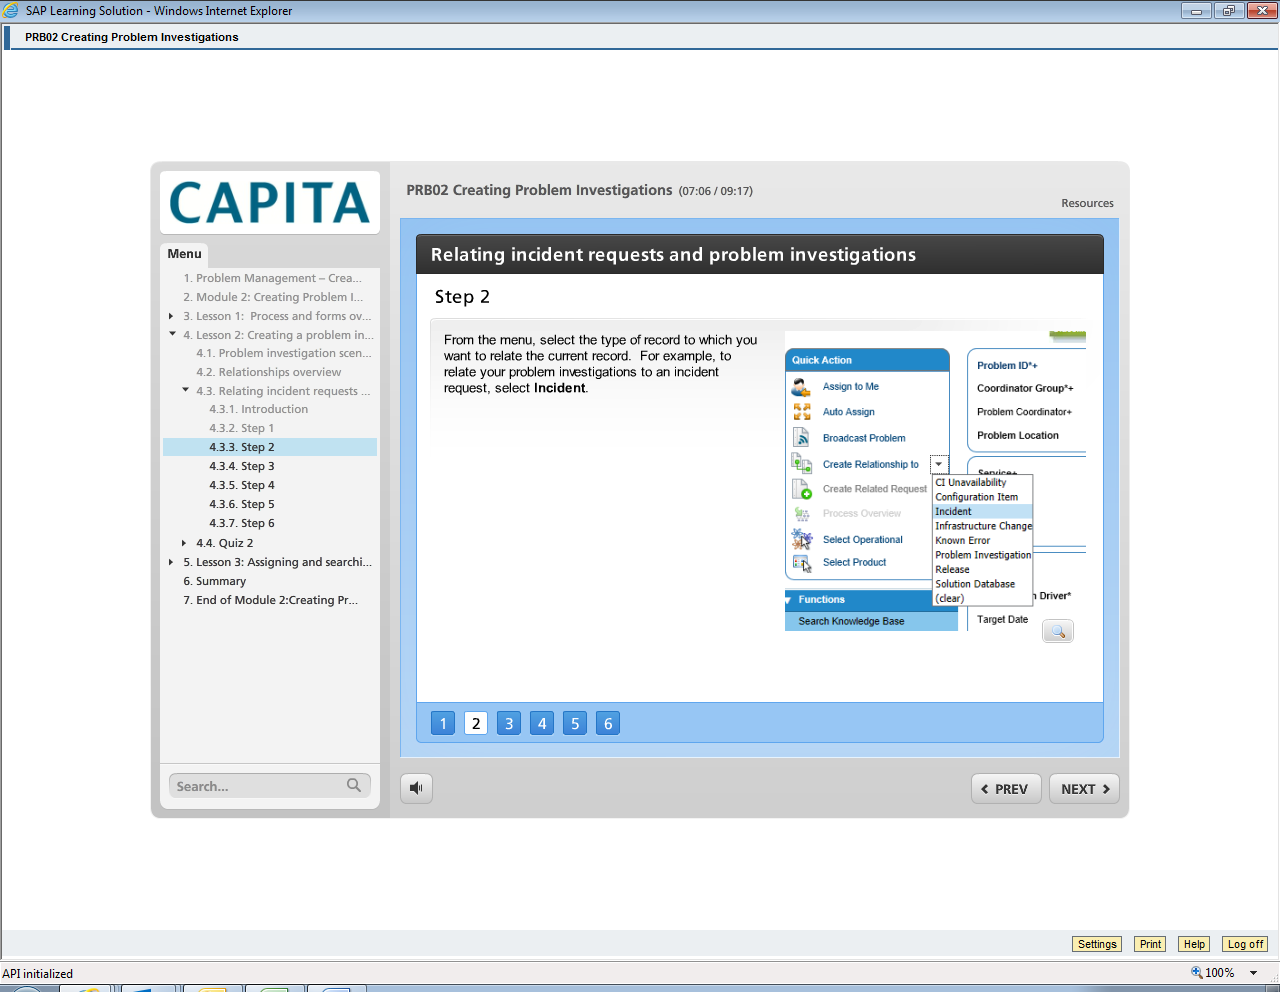 SAP Learning Solution - Windows Internet Explorer
PRB02 Creating Problem Investigations
CAPITA
PRB02 Creating Problem Investigations (07:06 / 09:17)
Resources
Menu
1. Problem Management – Crea...
2. Module 2: Creating Problem I...
3. Lesson 1: Process and forms ov...
4. Lesson 2: Creating a problem in...
4.1. Problem investigation scen...
4.2. Relationships overview
4.3. Relating incident requests ...
4.3.1. Introduction
4.3.2. Step 1
4.3.3. Step 2
4.3.4. Step 3
4.3.5. Step 4
4.3.6. Step 5
4.3.7. Step 6
4.4. Quiz 2
5. Lesson 3: Assigning and searchi...
6. Summary
7. End of Module 2:Creating Pr...
Search...
Relating incident requests and problem investigations
Step 2
From the menu, select the type of record to which you
want to relate the current record. For example, to
relate your problem investigations to an incident
request, select Incident.
Quick Action
Assign to Me
Auto Assign
Broadcast Problem
Create Relationship to
Create Related Request
Process Overview
Select Operational
Select Product
Functions
Search Knowledge Base
Problem ID*+
Coordinator Group*+
Problem Coordinator+
Problem Location
Service+
CI Unavailability
Configuration Item
Incident
Infrastructure Change
Known Error
Problem Investigation
Release
Solution Database
(clear)
Driver*
Target Date
1 2 3 4 5 6
PREV
NEXT
Settings
Print
Help
Log off
API initialized
100%